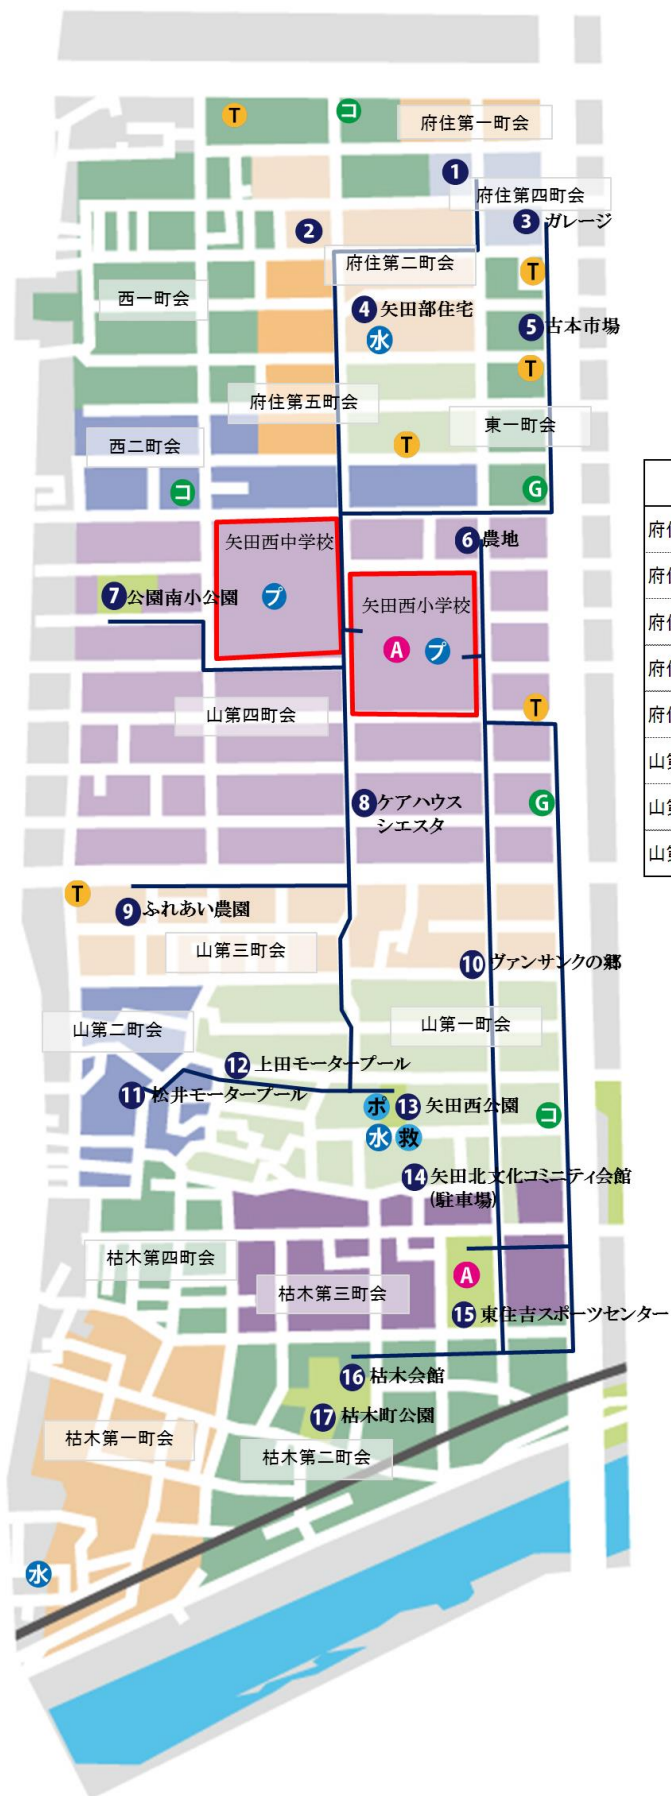 T
コ
府住第一町会
1
府住第四町会
3 ガレージ
2
府住第二町会
T
西一町会
4 矢田部住宅
水
5 古本市場
T
府住第五町会
東一町会
西二町会
T
コ
G
矢田西中学校
6 農地
7 公園南小公園
プ
矢田西小学校
A
プ
山第四町会
T
8 ケアハウス
シエスタ
G
T
9 ふれあい農園
山第三町会
10 ヴァンサンクの郷
山第二町会
山第一町会
12 上田モータープール
11 松井モータープール
ポ
13 矢田西公園
コ
水
救
14 矢田北文化コミニティ会館
(駐車場)
枯木第四町会
枯木第三町会
A
15 東住吉スポーツセンター
16 枯木会館
17 枯木町公園
枯木第一町会
枯木第二町会
水
府
府
府
府
府
山
山
山